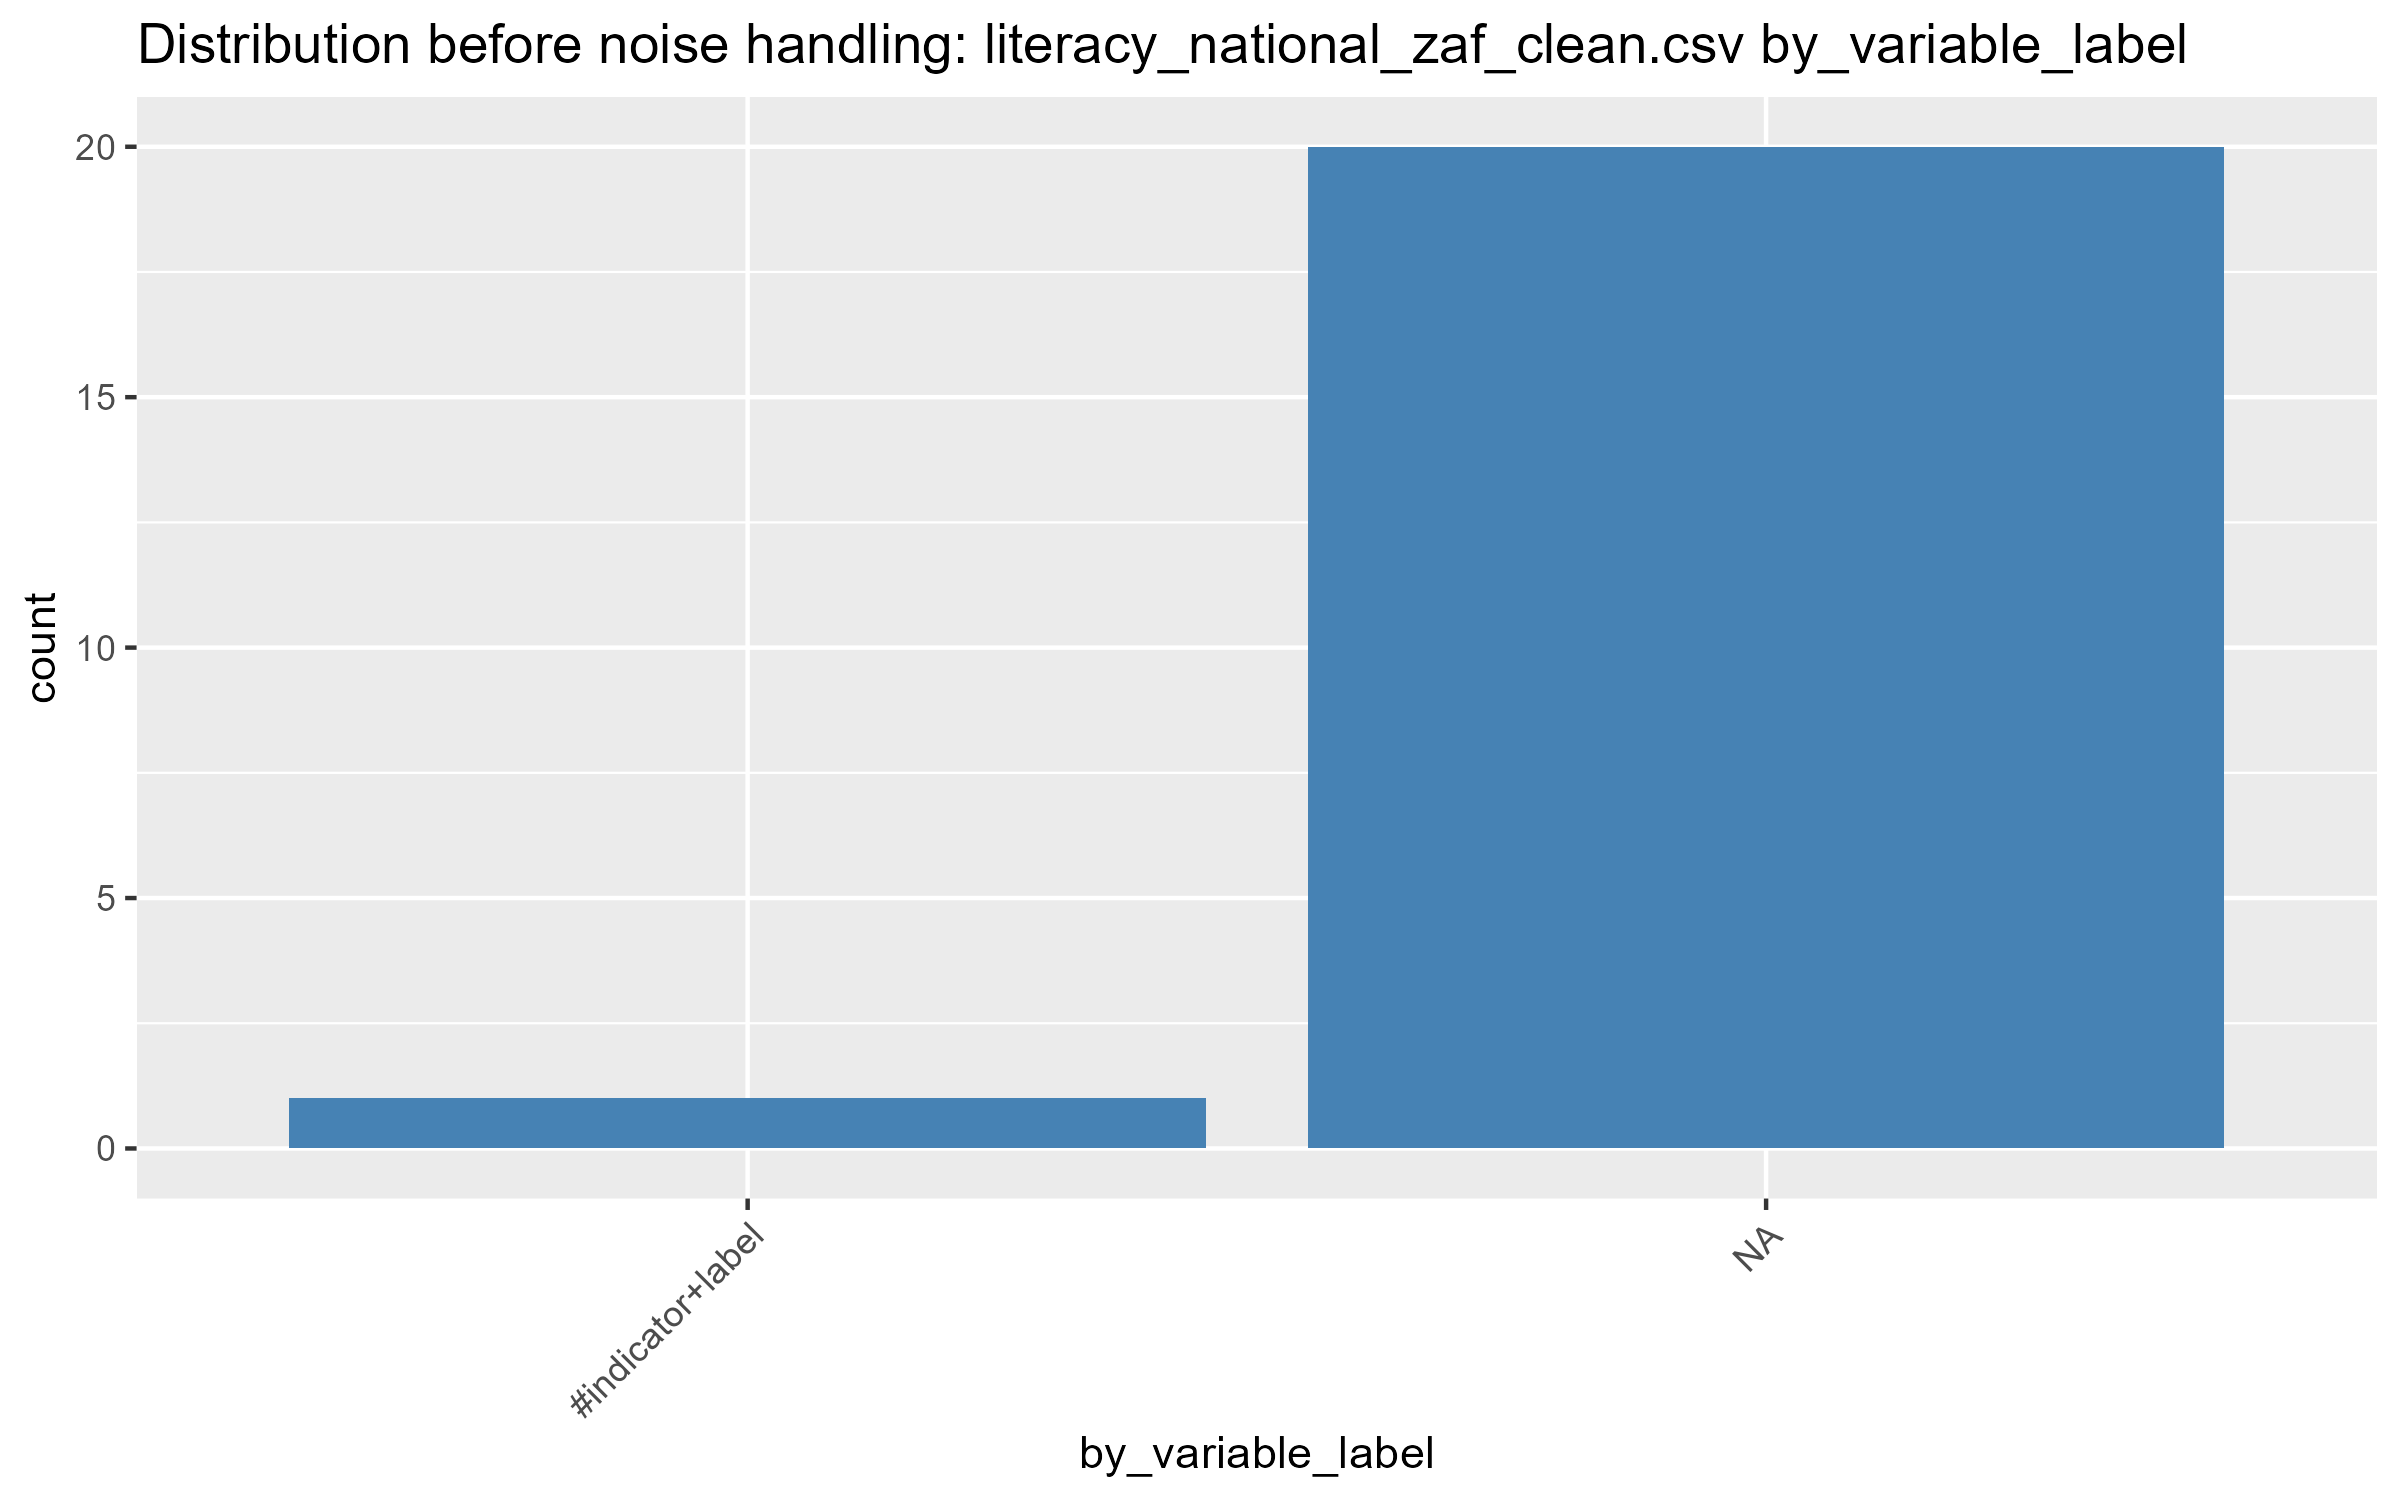 Distribution before noise handling: literacy_national_zaf_clean.csv by_variable_label
count
20
15
10
5
0
#indicator+label
NA
by_variable_label